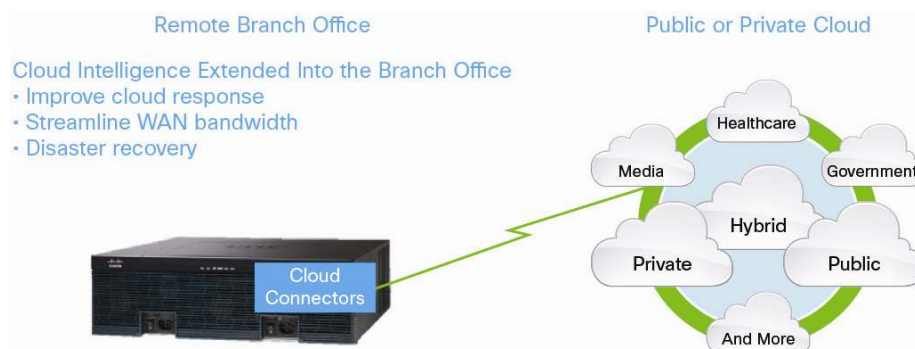 Remote Branch Office
Public or Private Cloud
Cloud Intelligence Extended Into the Branch Office
• Improve cloud response
• Streamline WAN bandwidth
• Disaster recovery
Healthcare
Media
Government
Hybrid
Private
Public
And More
Cloud
Connectors